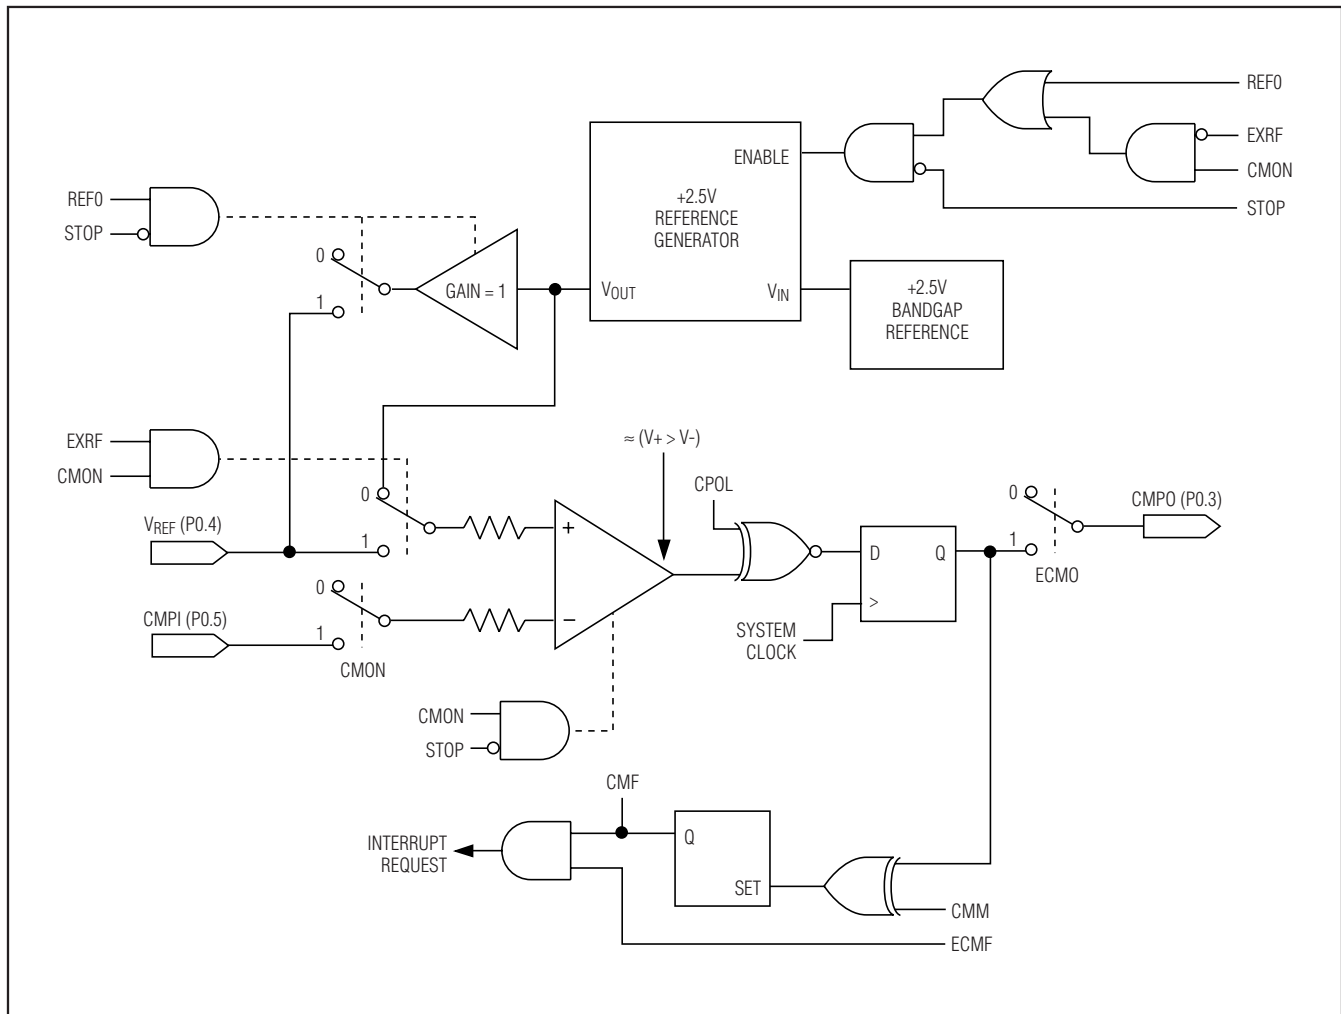 REF0
EXRF
CMON
STOP
ENABLE
+2.5V
REFERENCE
GENERATOR
VOUT
VIN
+2.5V
BANDGAP
REFERENCE
REF0
STOP
0
1
GAIN = 1
EXRF
CMON
0
1
VREF (P0.4)
CMPI (P0.5)
0
1
CMON
+
−
≈ (V+ > V-)
CPOL
D
Q
>
SYSTEM
CLOCK
0
1
ECMO
CMPO (P0.3)
CMON
STOP
CMF
INTERRUPT
REQUEST
Q
SET
CMM
ECMF